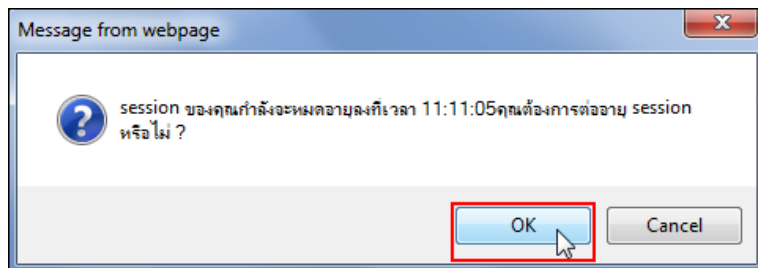 Message from webpage
session ของคุณกำลังจะหมดอายุลงที่เวลา 11:11:05คุณต้องการต่ออายุ session
หรือไม่ ?
OK
Cancel